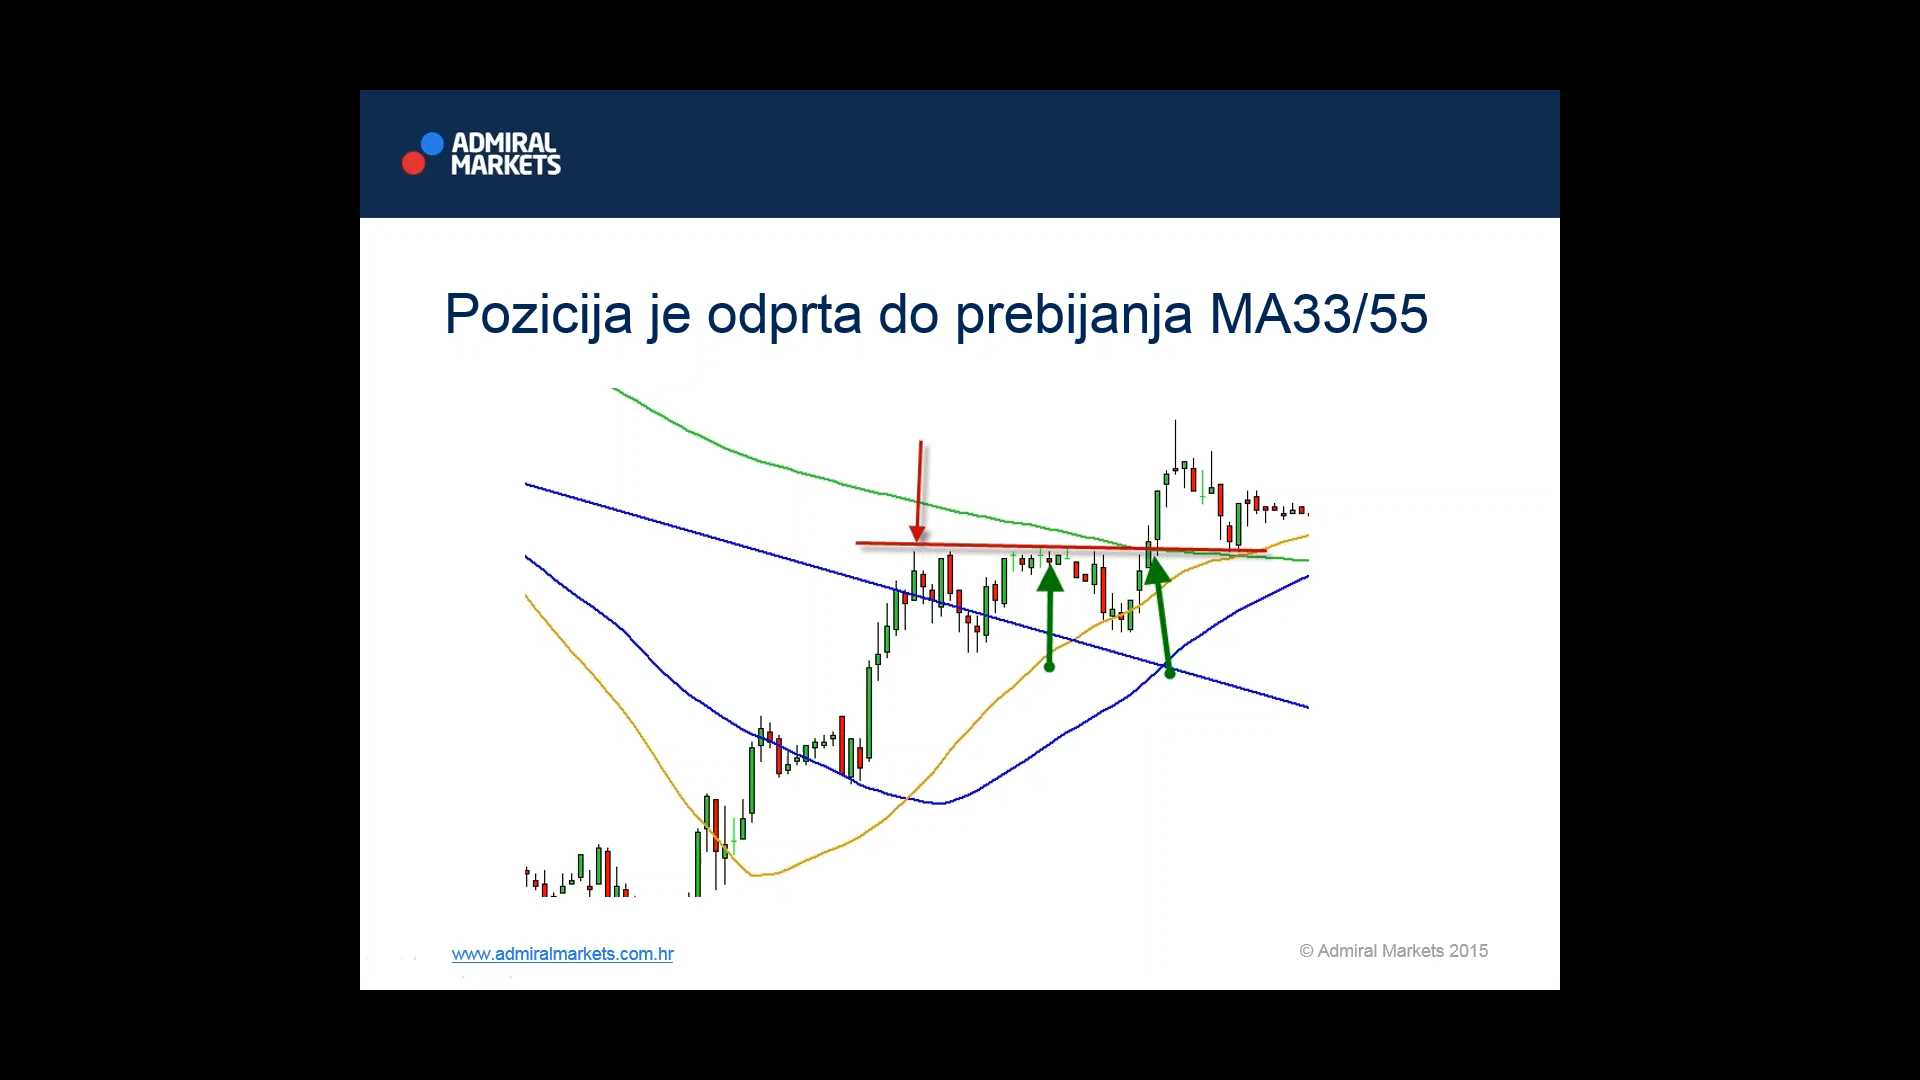 ADMIRAL
MARKETS
Pozicija je odprta do prebijanja MA33/55
www.admiralmarkets.com.hr
© Admiral Markets 2015